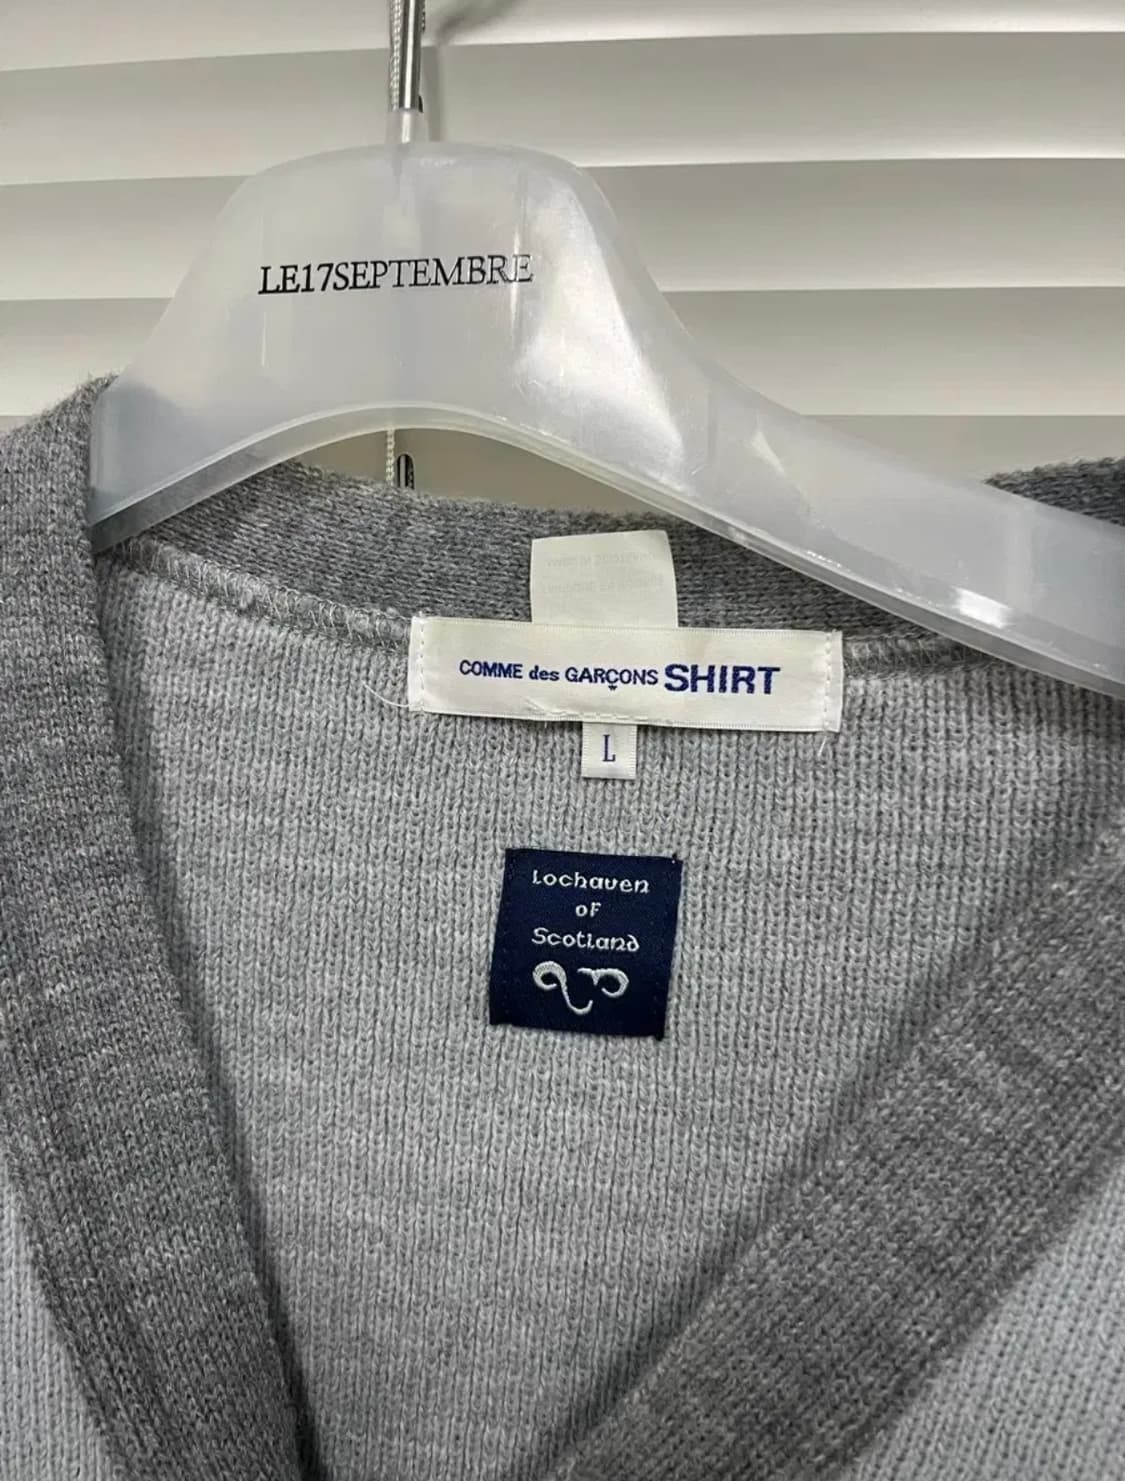 LE17SEPTEMBRE
COMME des GARÇONS SHIRT
L
Lochaven
of
Scotland